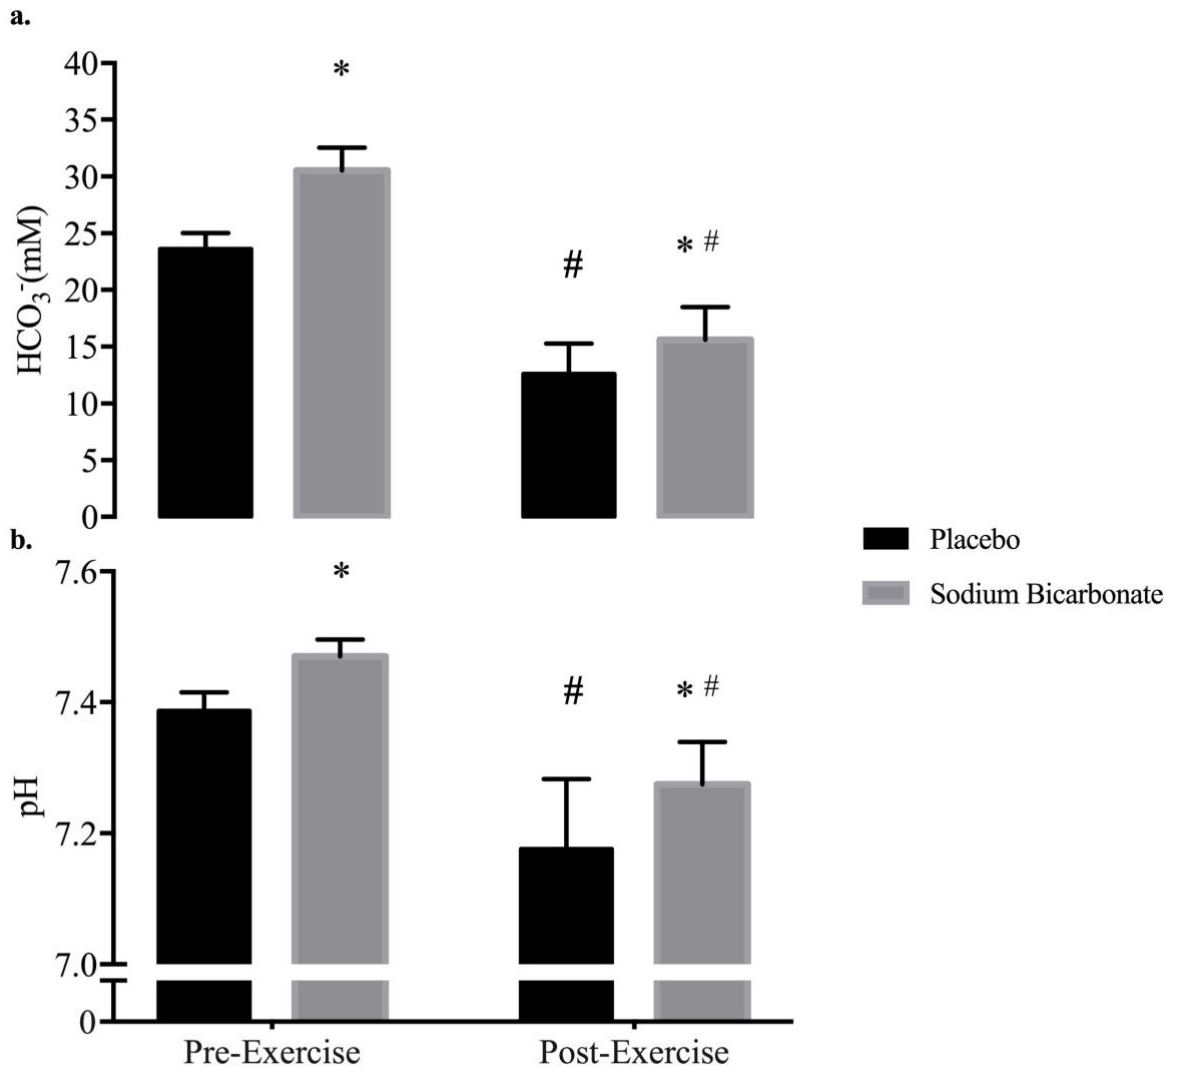 a.
40
*
35
30
25
* #
#
20
15
10
5
0
HCO₃⁻(mM)
b.
Placebo
7.6
*
Sodium Bicarbonate
7.4
#
* #
pH
7.2
7.0
0
Pre-Exercise Post-Exercise